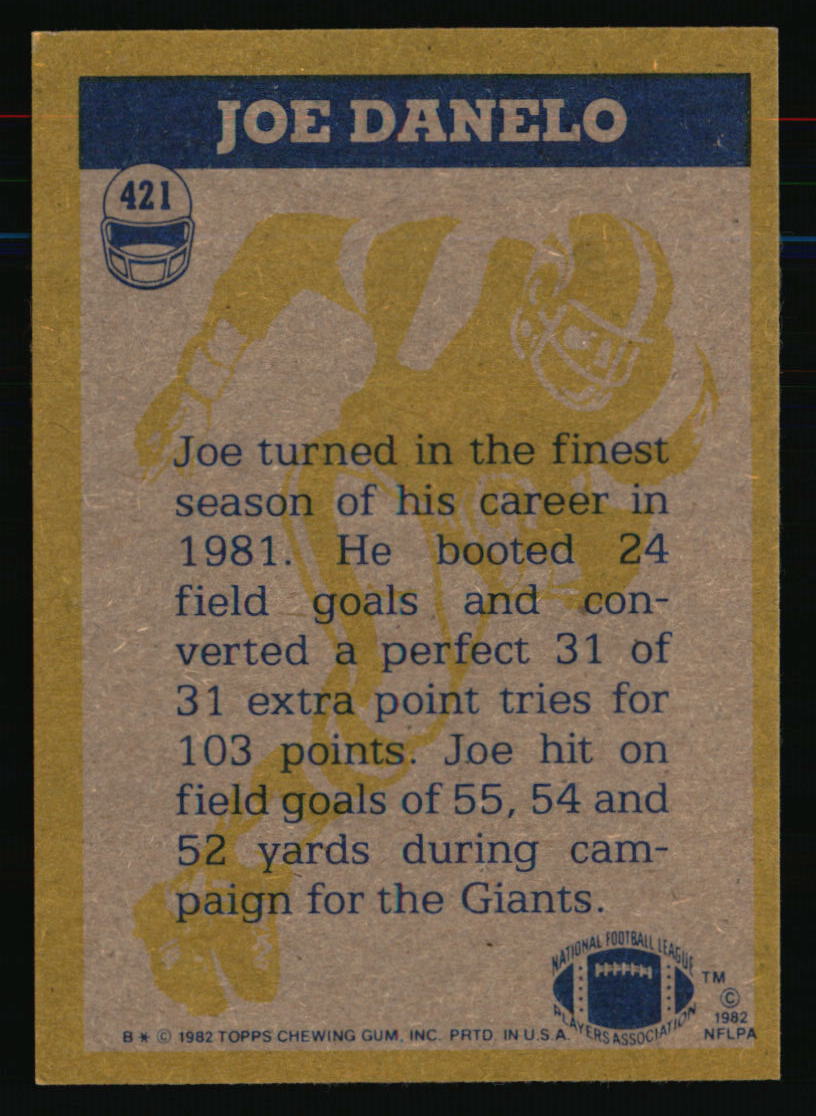 JOE DANELO
421
Joe turned in the finest
season of his career in
1981. He booted 24
field goals and con-
verted a perfect 31 of
31 extra point tries for
103 points. Joe hit on
field goals of 55, 54 and
52 yards during cam-
paign for the Giants.
NATIONAL FOOTBALL LEAGUE
PLAYERS ASSOCIATION
TM
©
1982
NFLPA
B * © 1982 TOPPS CHEWING GUM, INC. PRTD. IN U.S.A.